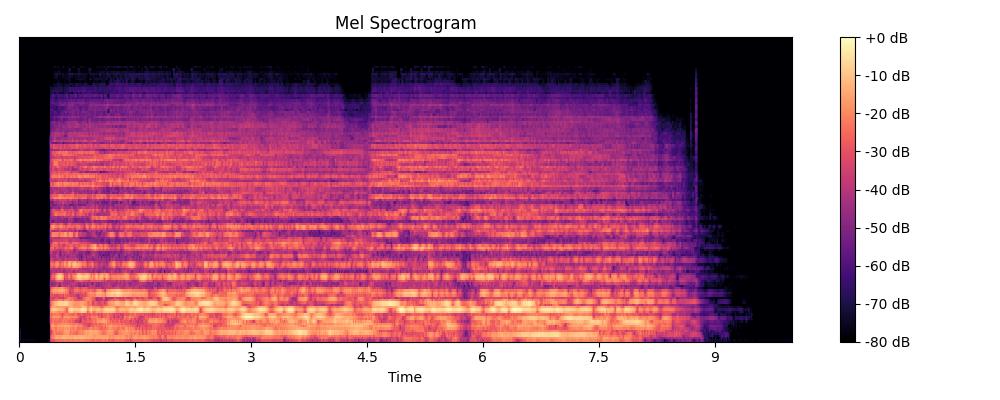 Mel Spectrogram
+0 dB
-10 dB
-20 dB
-30 dB
-40 dB
-50 dB
-60 dB
-70 dB
-80 dB
0 1.5 3 4.5 6 7.5 9
Time